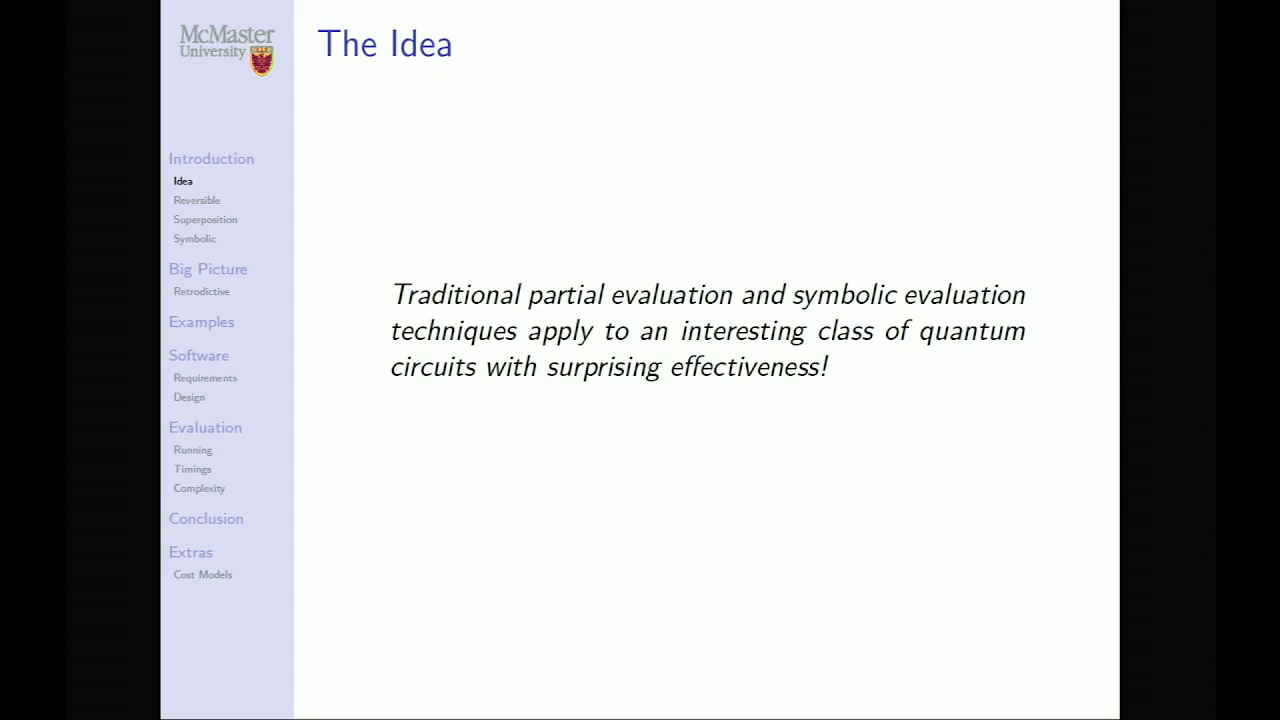 McMaster
University
The Idea
Introduction
Idea
Reversible
Superposition
Symbolic
Big Picture
Retrodictive
Examples
Software
Requirements
Design
Evaluation
Running
Timings
Complexity
Conclusion
Extras
Cost Models
Traditional partial evaluation and symbolic evaluation
techniques apply to an interesting class of quantum
circuits with surprising effectiveness!